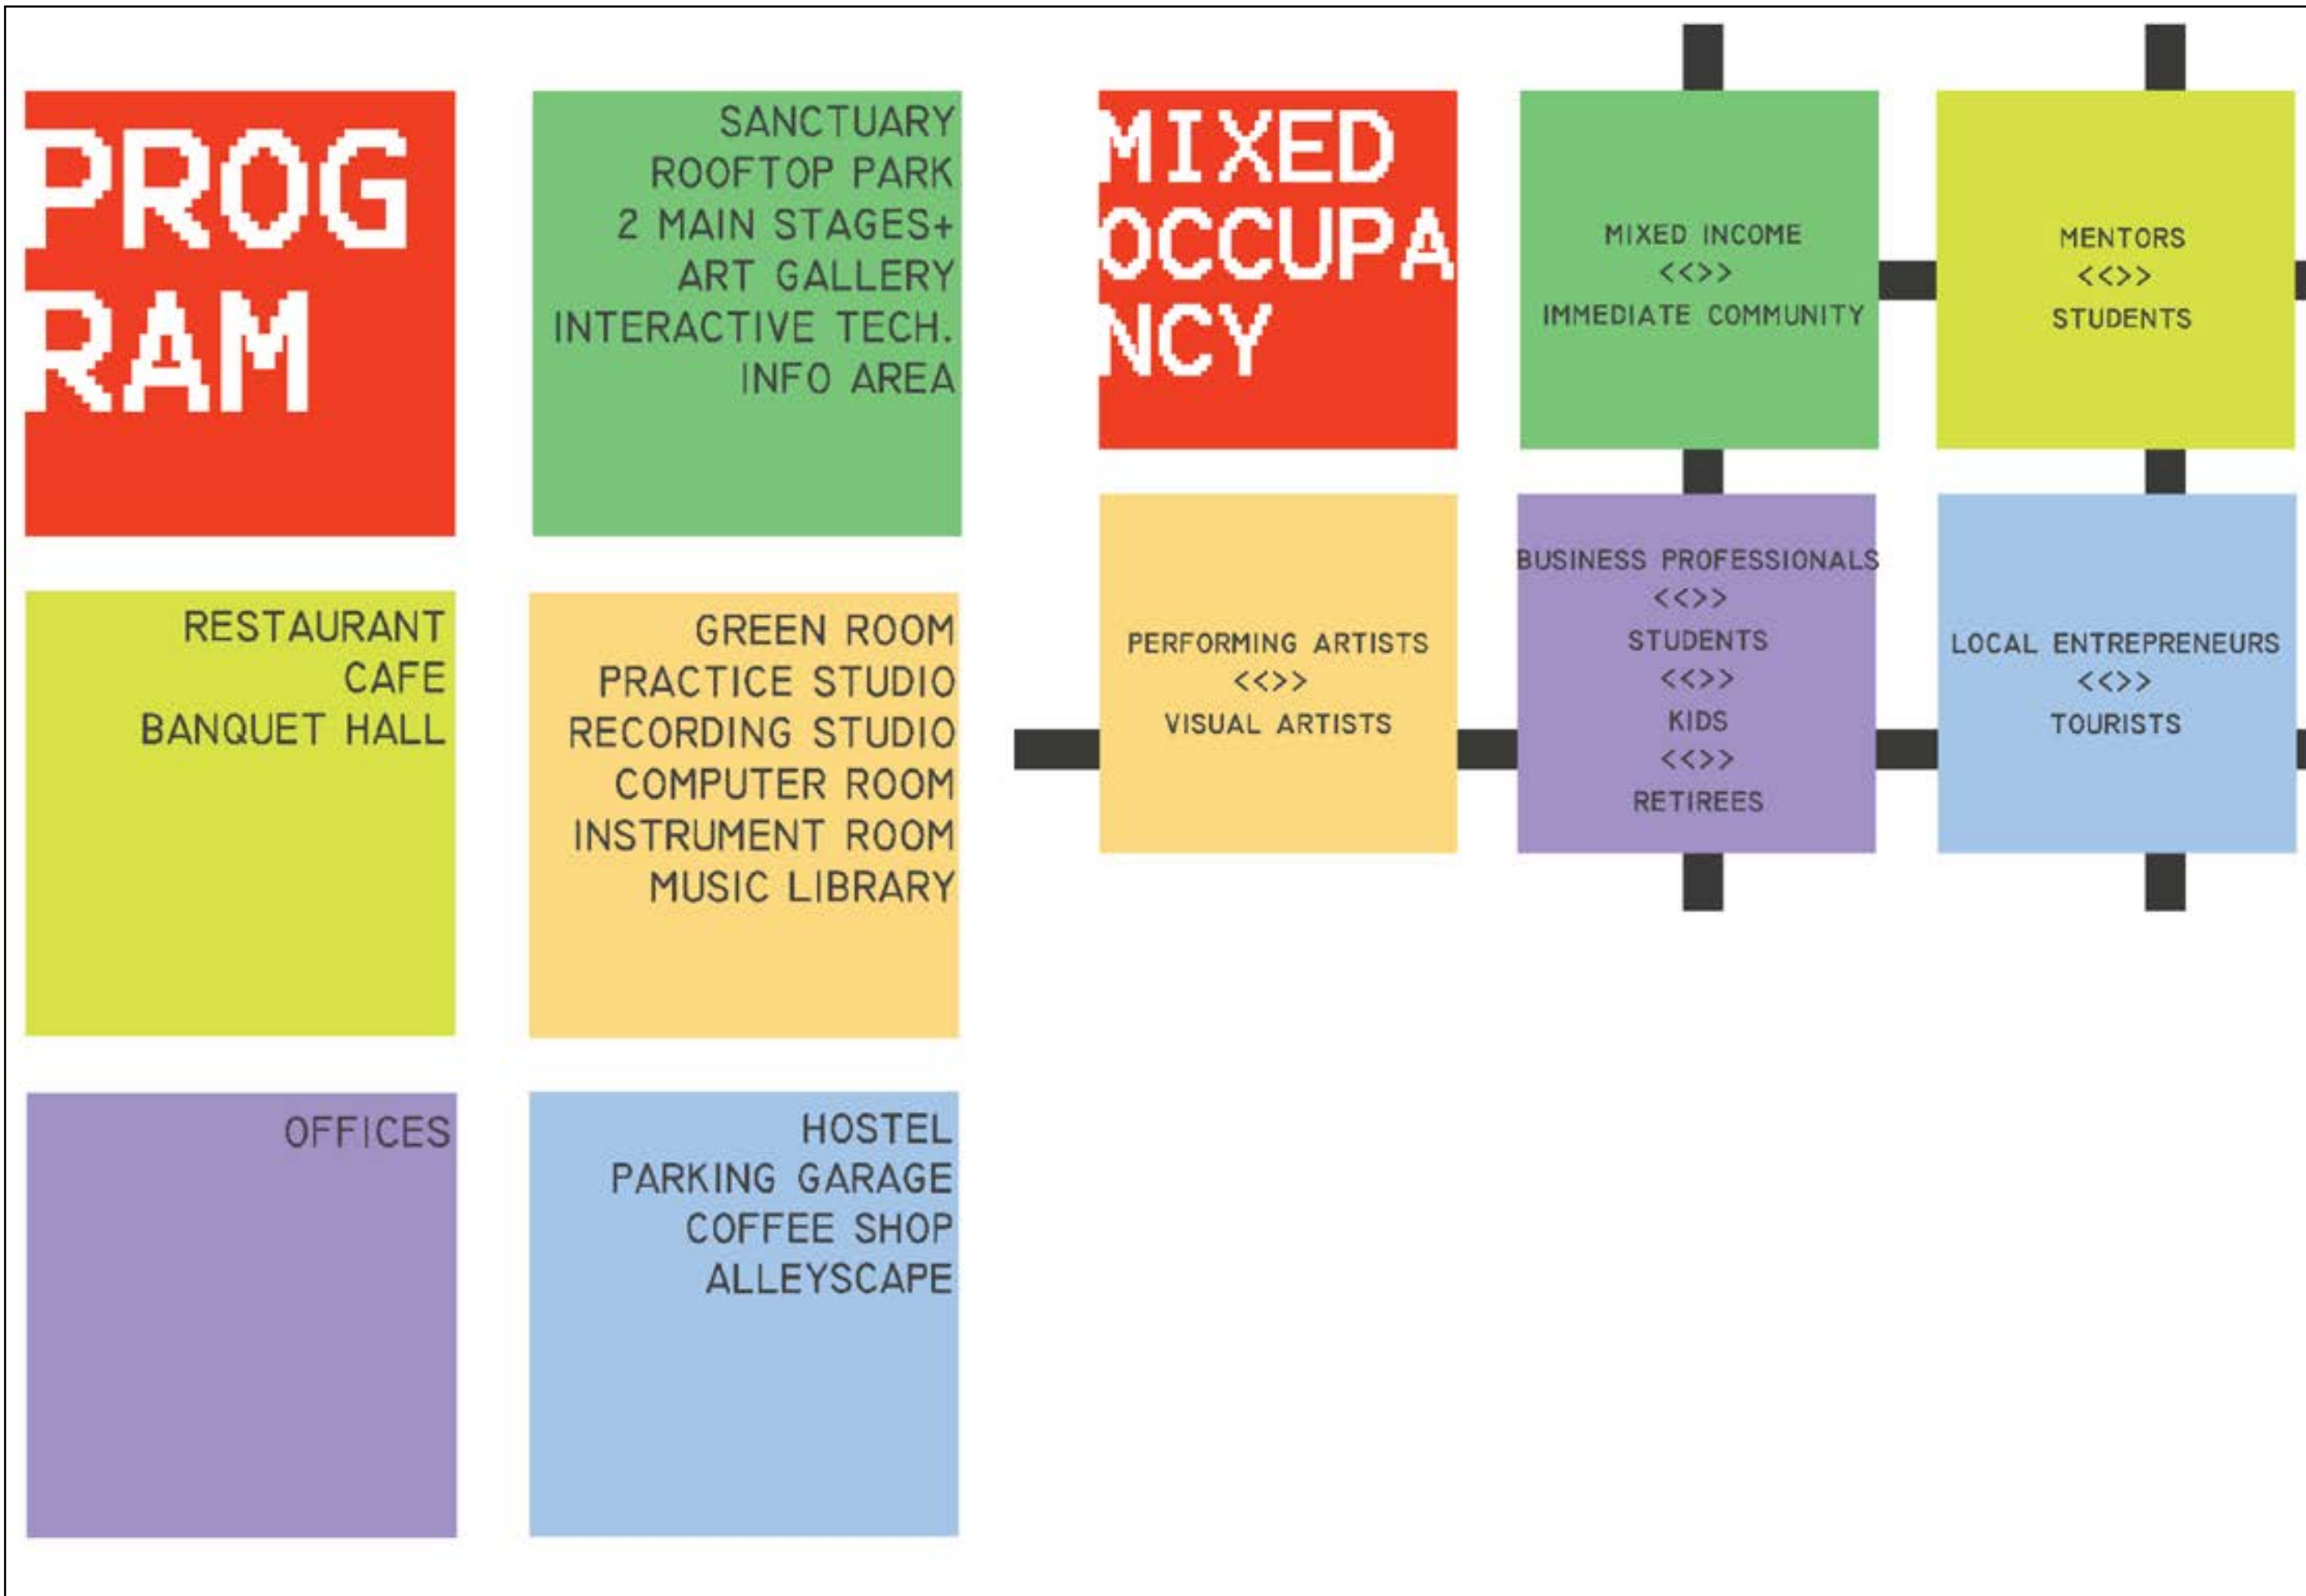 PROG
RAM
SANCTUARY
ROOFTOP PARK
2 MAIN STAGES+
ART GALLERY
INTERACTIVE TECH.
INFO AREA
RESTAURANT
CAFE
BANQUET HALL
GREEN ROOM
PRACTICE STUDIO
RECORDING STUDIO
COMPUTER ROOM
INSTRUMENT ROOM
MUSIC LIBRARY
OFFICES
HOSTEL
PARKING GARAGE
COFFEE SHOP
ALLEYSCAPE
MIXED
OCCUPA
NCY
MIXED INCOME
<<>>
IMMEDIATE COMMUNITY
MENTORS
<<>>
STUDENTS
PERFORMING ARTISTS
<<>>
VISUAL ARTISTS
BUSINESS PROFESSIONALS
<<>>
STUDENTS
<<>>
KIDS
<<>>
RETIREES
LOCAL ENTREPRENEURS
<<>>
TOURISTS